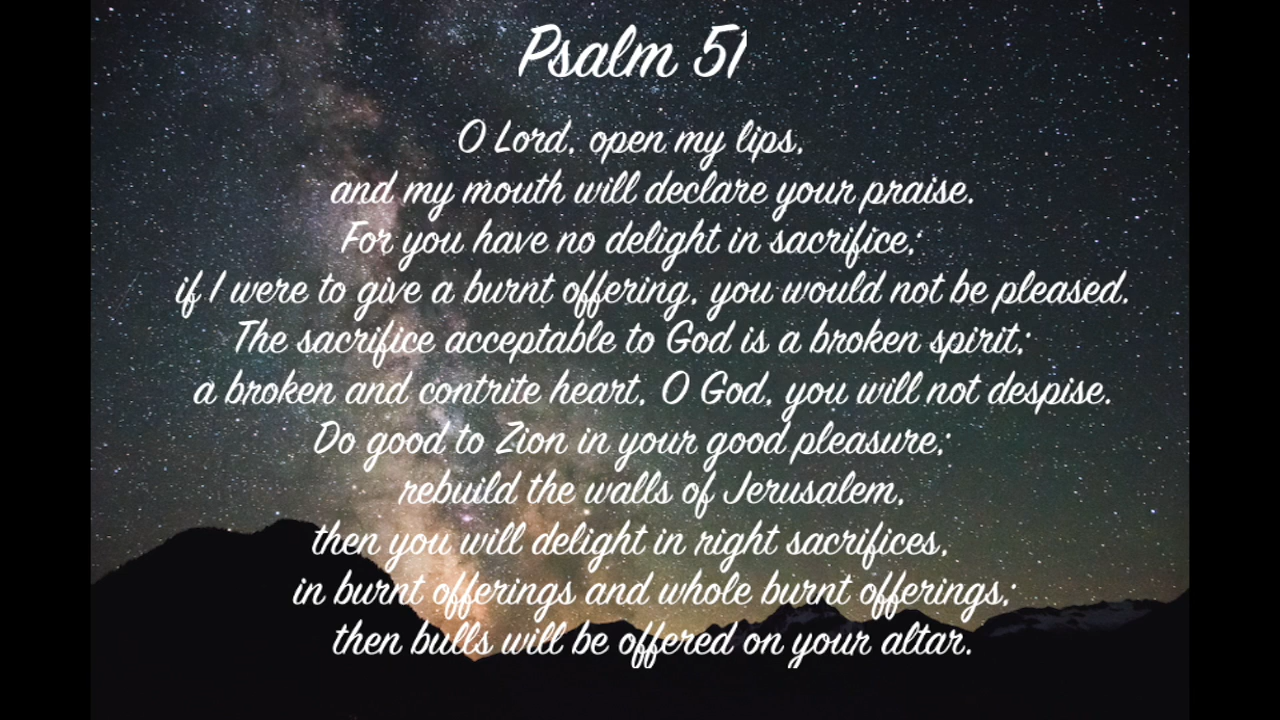 Psalm 51
O Lord, open my lips,
and my mouth will declare your praise.
For you have no delight in sacrifice;
if I were to give a burnt offering, you would not be pleased.
The sacrifice acceptable to God is a broken spirit;
a broken and contrite heart, O God, you will not despise.
Do good to Zion in your good pleasure;
rebuild the walls of Jerusalem,
then you will delight in right sacrifices,
in burnt offerings and whole burnt offerings;
then bulls will be offered on your altar.